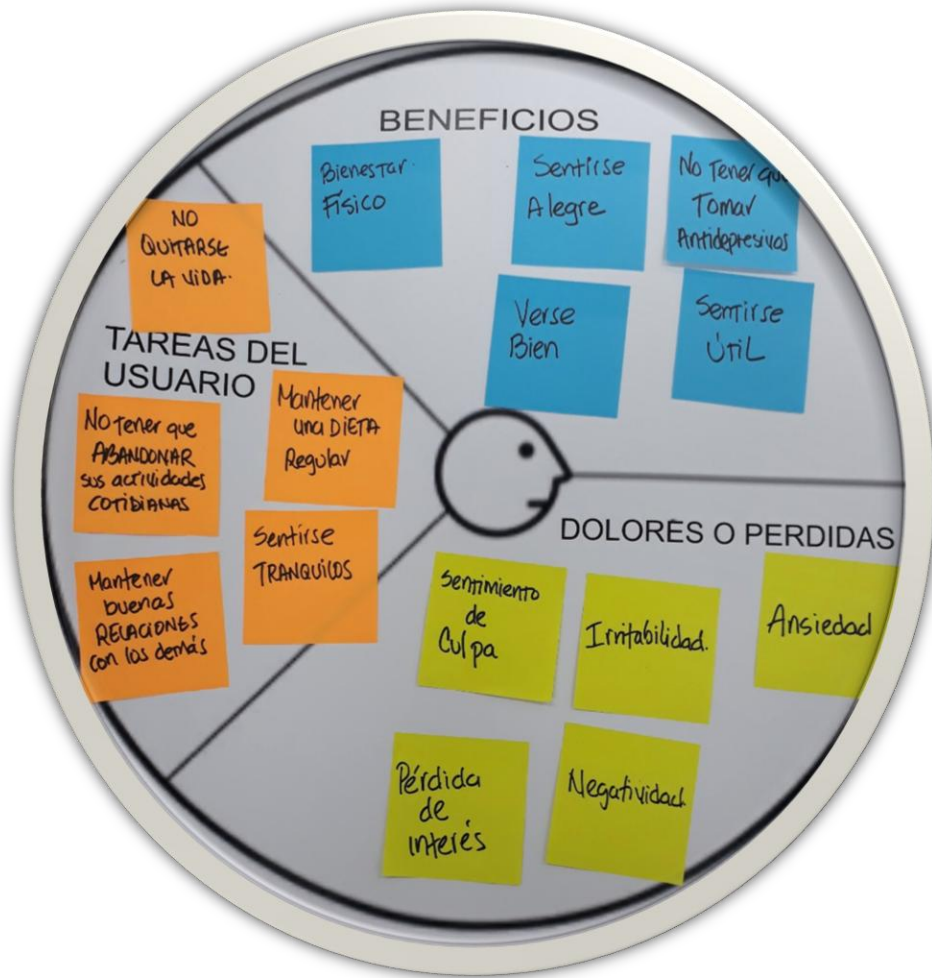 BENEFICIOS
Bienestar
Físico
Sentirse
Alegre
No Tener que
Tomar
Antidepresivos
Verse
Bien
Sentirse
ÚTIL
NO
QUITARSE
LA VIDA.
TAREAS DEL
USUARIO
No tener que
ABANDONAR
sus actividades
COTIDIANAS
Mantener
una DIETA
Regular
Sentirse
TRANQUILOS
Mantener
buenas
RELACIONES
con los demás
DOLORES O PERDIDAS
Sentimiento
de
Culpa
Irritabilidad.
Ansiedad
Pérdida
de
interés
Negatividad